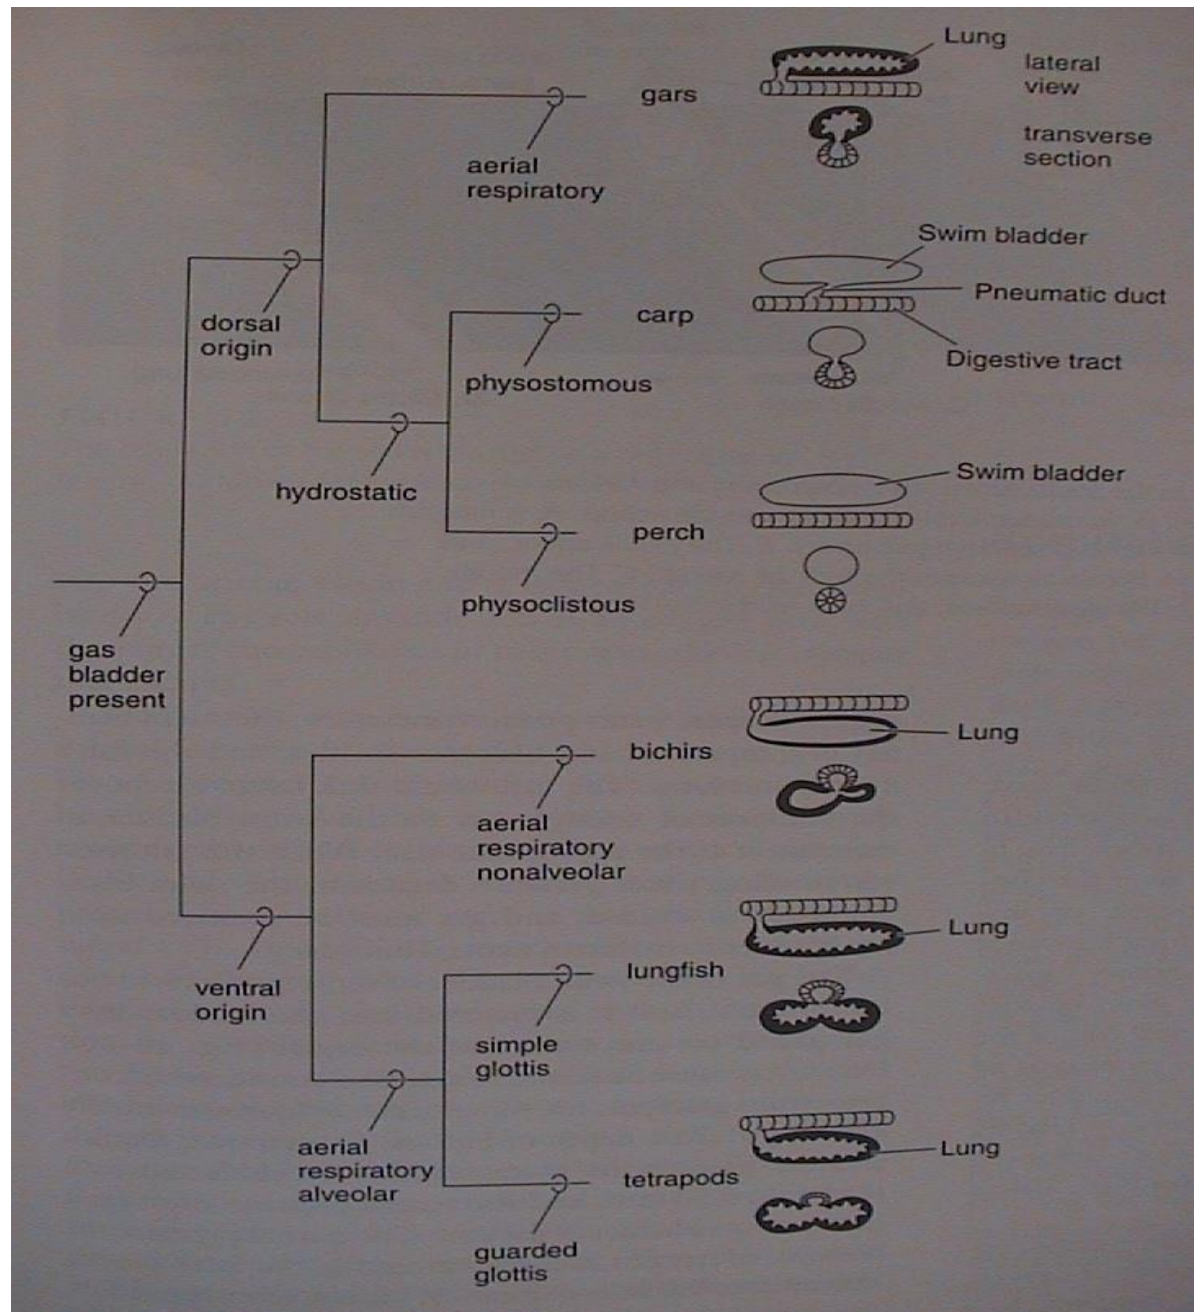 Lung
lateral
view
gars
transverse
section
aerial
respiratory
Swim bladder
Pneumatic duct
dorsal
origin
carp
Digestive tract
physostomous
Swim bladder
hydrostatic
perch
physoclistous
gas
bladder
present
bichirs
Lung
aerial
respiratory
nonalveolar
Lung
lungfish
ventral
origin
simple
glottis
aerial
respiratory
alveolar
Lung
tetrapods
guarded
glottis